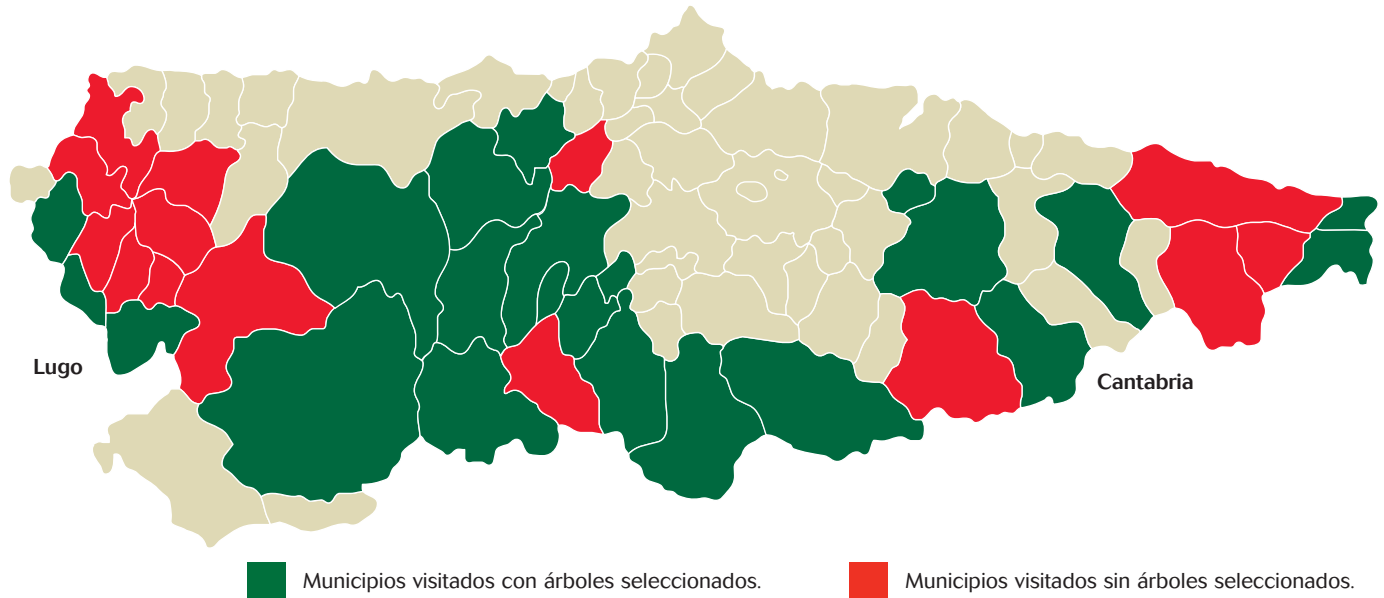 Lugo
Cantabria
Municipios visitados con árboles seleccionados.
Municipios visitados sin árboles seleccionados.